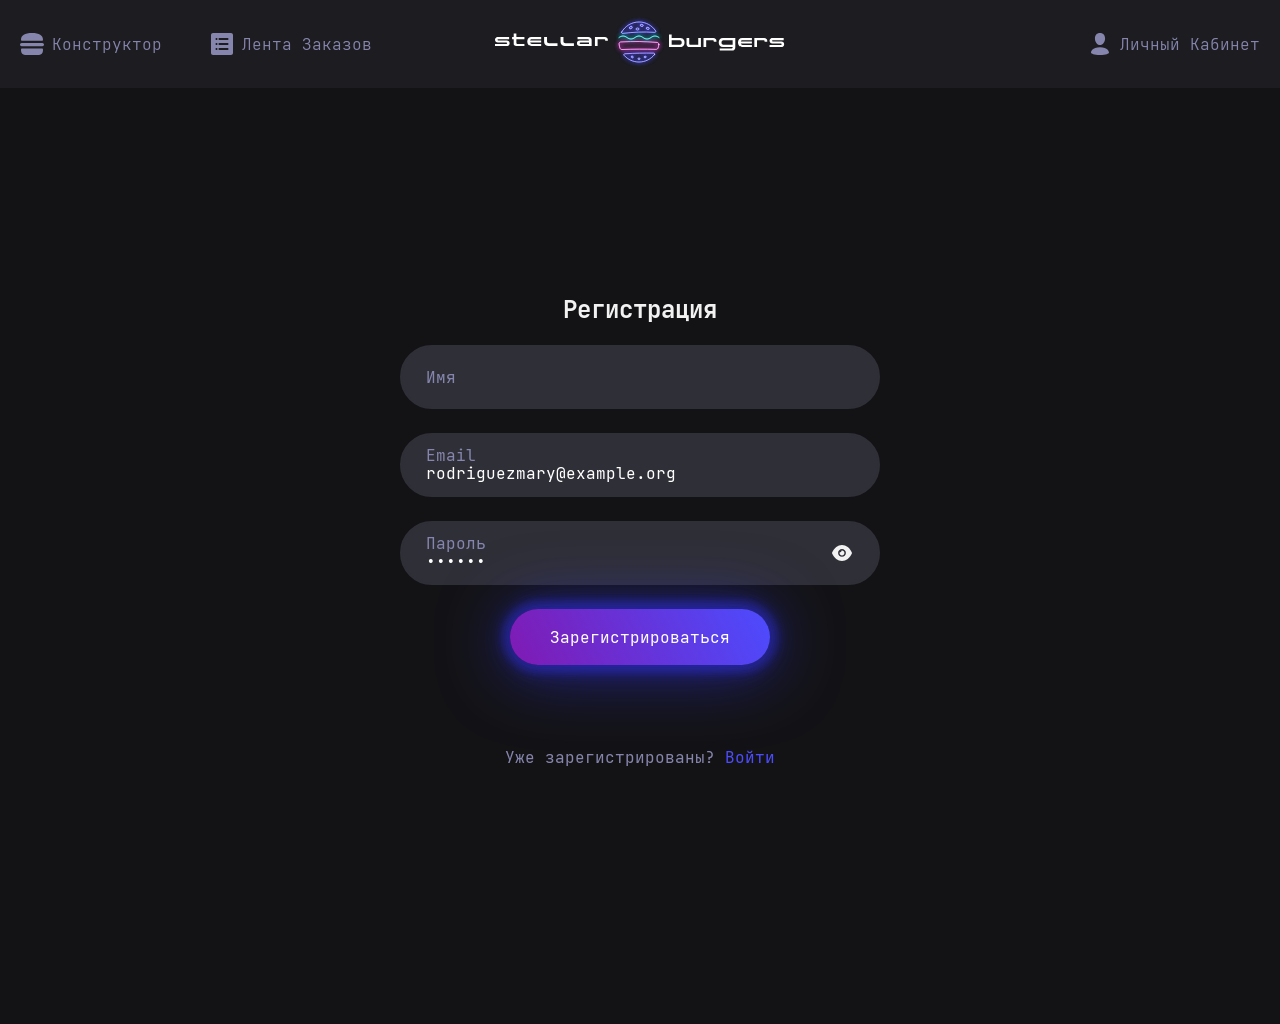 Конструктор
Лента Заказов
stellar burgers
Личный Кабинет
Регистрация
Имя
Email
rodriguezmary@example.org
Пароль
••••••
Зарегистрироваться
Уже зарегистрированы? Войти